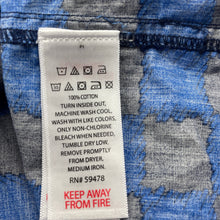 100% COTTON
TURN INSIDE OUT,
MACHINE WASH COOL,
WASH WITH LIKE COLORS,
ONLY NON-CHLORINE
BLEACH WHEN NEEDED,
TUMBLE DRY LOW,
REMOVE PROMPTLY
FROM DRYER,
MEDIUM IRON.
RN# 59478
KEEP AWAY
FROM FIRE